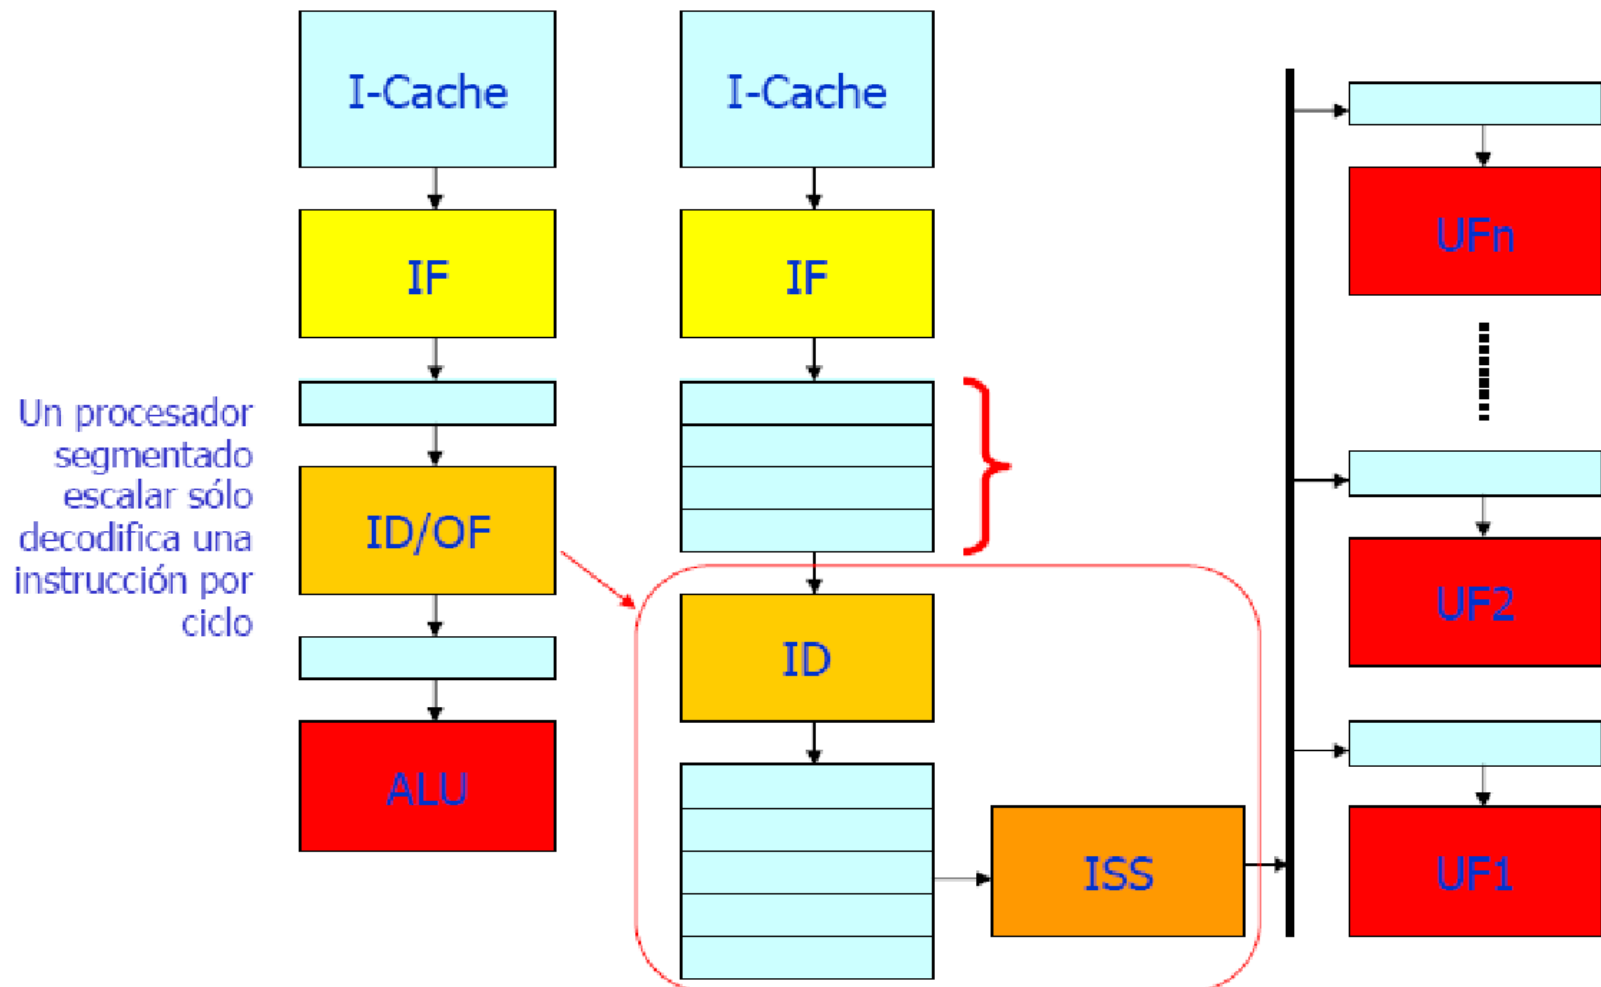 I-Cache
I-Cache
IF
IF
Un procesador
segmentado
escalar sólo
decodifica una
instrucción por
ciclo
ID/OF
ID
ALU
ISS
UFn
UF2
UF1